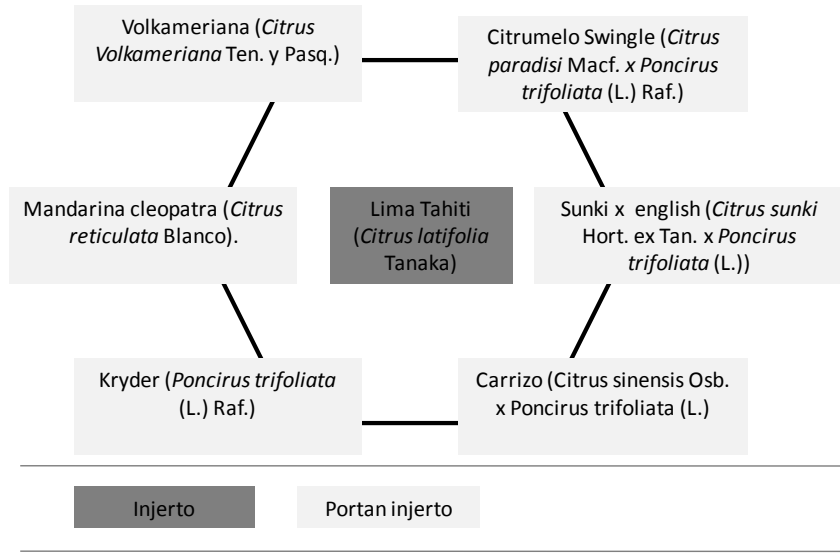 Volkameriana (Citrus
Volkameriana Ten. y Pasq.)
Citrumelo Swingle (Citrus
paradisi Macf. x Poncirus
trifoliata (L.) Raf.)
Mandarina cleopatra (Citrus
reticulata Blanco).
Lima Tahiti
(Citrus latifolia
Tanaka)
Sunki x english (Citrus sunki
Hort. ex Tan. x Poncirus
trifoliata (L.))
Kryder (Poncirus trifoliata
(L.) Raf.)
Carrizo (Citrus sinensis Osb.
x Poncirus trifoliata (L.)
Injerto
Portan injerto